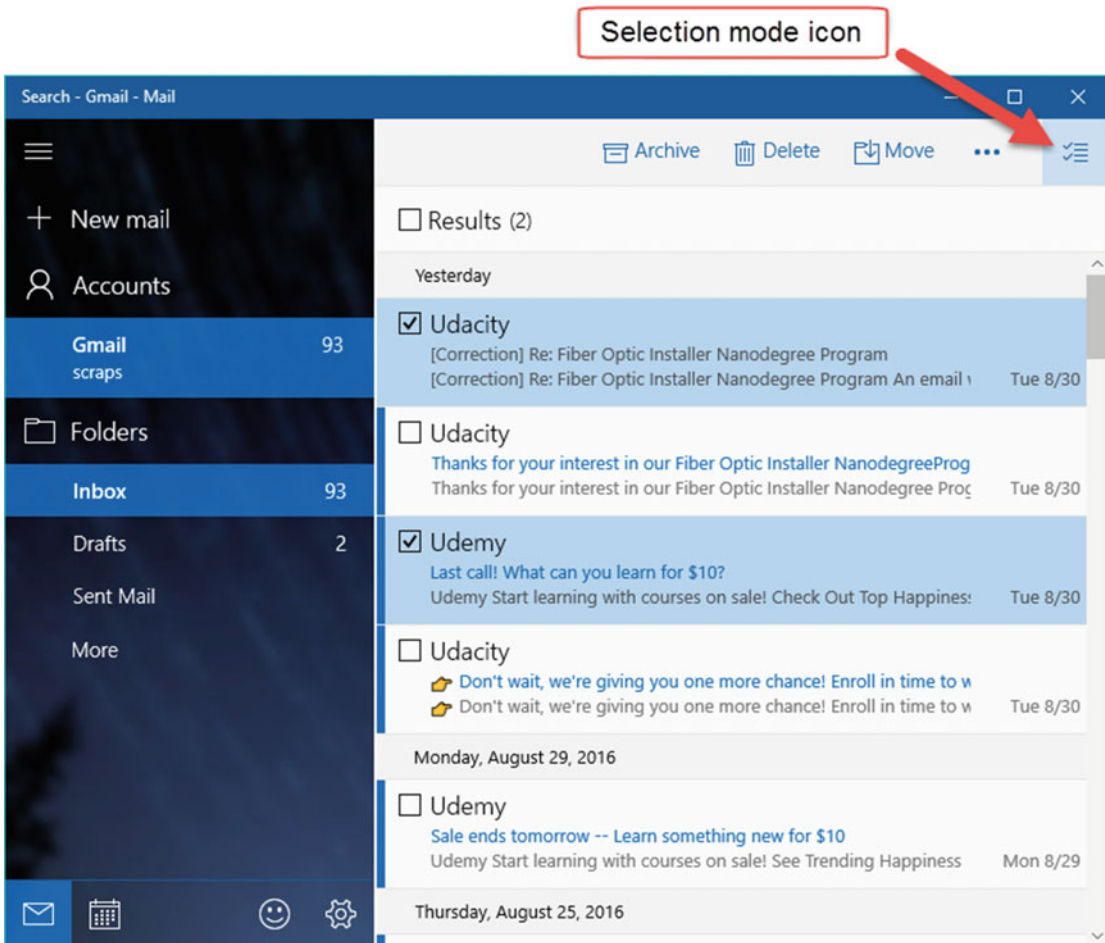 Selection mode icon
Search - Gmail - Mail
Archive Delete Move
New mail
Accounts
Gmail 93
scraps
Folders
Inbox 93
Drafts 2
Sent Mail
More
Results (2)
Yesterday
Udacity
[Correction] Re: Fiber Optic Installer Nanodegree Program
[Correction] Re: Fiber Optic Installer Nanodegree Program An email Tue 8/30
Udacity
Thanks for your interest in our Fiber Optic Installer NanodegreeProg
Thanks for your interest in our Fiber Optic Installer Nanodegree Prog Tue 8/30
Udemy
Last call! What can you learn for $10?
Udemy Start learning with courses on sale! Check Out Top Happiness Tue 8/30
Udacity
👉 Don't wait, we're giving you one more chance! Enroll in time to w
👉 Don't wait, we're giving you one more chance! Enroll in time to w Tue 8/30
Monday, August 29, 2016
Udemy
Sale ends tomorrow -- Learn something new for $10
Udemy Start learning with courses on sale! See Trending Happiness Mon 8/29
Thursday, August 25, 2016